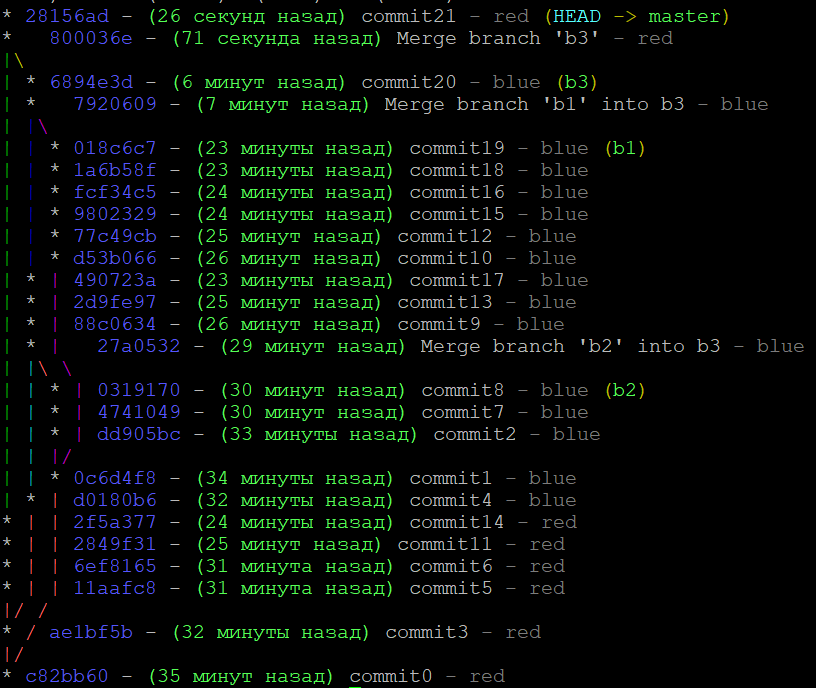 * 28156ad - (26 секунд назад) commit21 - red (HEAD -> master)
*   800036e - (71 секунда назад) Merge branch 'b3' - red
|\
| * 6894e3d - (6 минут назад) commit20 - blue (b3)
| *   7920609 - (7 минут назад) Merge branch 'b1' into b3 - blue
| |\
| | * 018c6c7 - (23 минуты назад) commit19 - blue (b1)
| | * 1a6b58f - (23 минуты назад) commit18 - blue
| | * fcf34c5 - (24 минуты назад) commit16 - blue
| | * 9802329 - (24 минуты назад) commit15 - blue
| | * 77c49cb - (25 минут назад) commit12 - blue
| | * d53b066 - (26 минут назад) commit10 - blue
| * | 490723a - (23 минуты назад) commit17 - blue
| * | 2d9fe97 - (25 минут назад) commit13 - blue
| * | 88c0634 - (26 минут назад) commit9 - blue
| * |   27a0532 - (29 минут назад) Merge branch 'b2' into b3 - blue
| |\ \
| | * | 0319170 - (30 минут назад) commit8 - blue (b2)
| | * | 4741049 - (30 минут назад) commit7 - blue
| | * | dd905bc - (33 минуты назад) commit2 - blue
| | |/
| | * 0c6d4f8 - (34 минуты назад) commit1 - blue
| * | d0180b6 - (32 минуты назад) commit4 - blue
* | | 2f5a377 - (24 минуты назад) commit14 - red
* | | 2849f31 - (25 минут назад) commit11 - red
* | | 6ef8165 - (31 минута назад) commit6 - red
* | | 11aafc8 - (31 минута назад) commit5 - red
|/ /
* / ae1bf5b - (32 минуты назад) commit3 - red
|/
* c82bb60 - (35 минут назад) commit0 - red